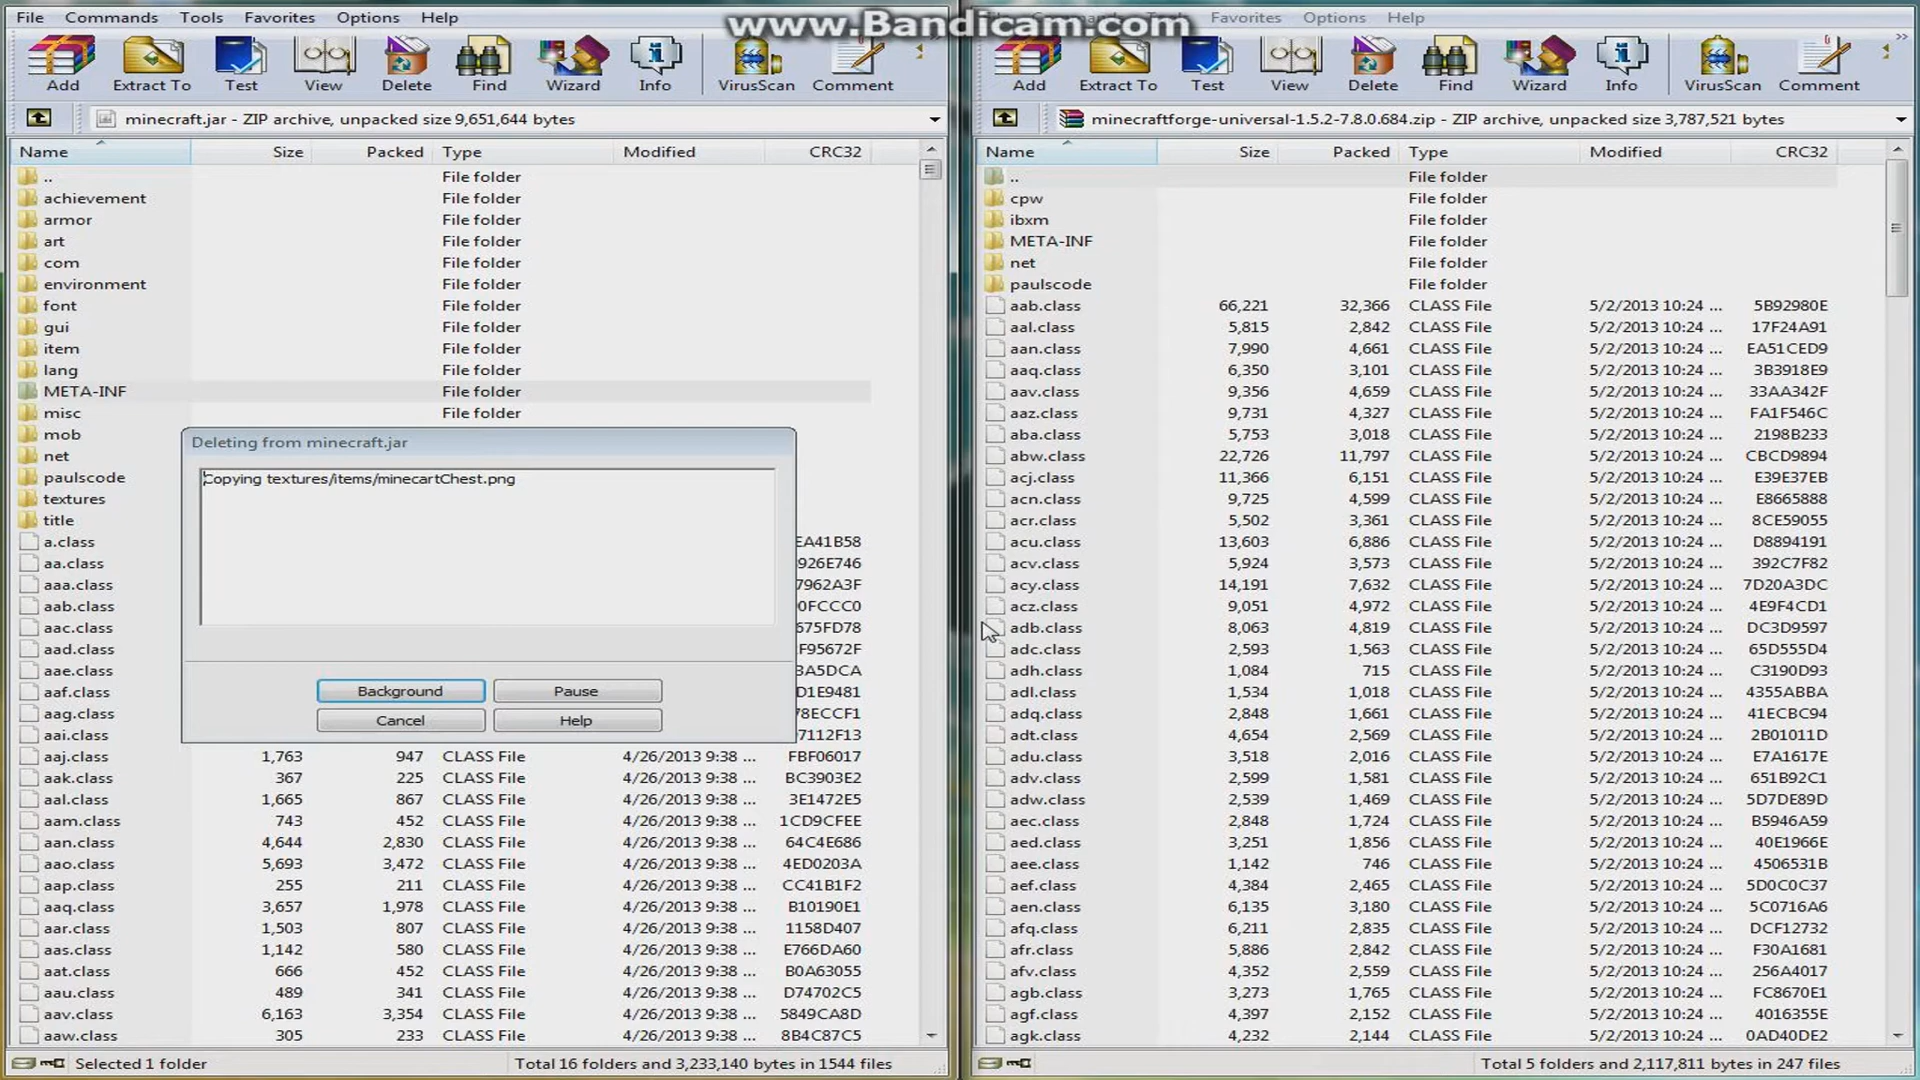 www.Bandicam.com
File Commands Tools Favorites Options Help
Add Extract To Test View Delete Find Wizard Info VirusScan Comment
minecraft.jar - ZIP archive, unpacked size 9,651,644 bytes
Name Size Packed Type Modified CRC32
.. File folder
achievement File folder
armor File folder
art File folder
com File folder
environment File folder
font File folder
gui File folder
item File folder
lang File folder
META-INF File folder
misc File folder
mob
net
paulscode
textures
title
a.class EA41B58
aa.class 926E746
aaa.class 7962A3F
aab.class 0FCCC0
aac.class 675FD78
aad.class F95672F
aae.class 3A5DCA
aaf.class D1E9481
aag.class 78ECCF1
aai.class 07112F13
aaj.class 1,763 947 CLASS File 4/26/2013 9:38 ... FBF06017
aak.class 367 225 CLASS File 4/26/2013 9:38 ... BC3903E2
aal.class 1,665 867 CLASS File 4/26/2013 9:38 ... 3E1472E5
aam.class 743 452 CLASS File 4/26/2013 9:38 ... 1CD9CFEE
aan.class 4,644 2,830 CLASS File 4/26/2013 9:38 ... 64C4E686
aao.class 5,693 3,472 CLASS File 4/26/2013 9:38 ... 4ED0203A
aap.class 255 211 CLASS File 4/26/2013 9:38 ... CC41B1F2
aaq.class 3,657 1,978 CLASS File 4/26/2013 9:38 ... B10190E1
aar.class 1,503 807 CLASS File 4/26/2013 9:38 ... 1158D407
aas.class 1,142 580 CLASS File 4/26/2013 9:38 ... E766DA60
aat.class 666 452 CLASS File 4/26/2013 9:38 ... B0A63055
aau.class 489 341 CLASS File 4/26/2013 9:38 ... D74702C5
aav.class 6,163 3,354 CLASS File 4/26/2013 9:38 ... 5849CA8D
aaw.class 305 233 CLASS File 4/26/2013 9:38 ... 8B4C87C5
Selected 1 folder Total 16 folders and 3,233,140 bytes in 1544 files
Deleting from minecraft.jar
Copying textures/items/minecartChest.png
Background Pause
Cancel Help
Favorites Options Help
Add Extract To Test View Delete Find Wizard Info VirusScan Comment
minecraftforge-universal-1.5.2-7.8.0.684.zip - ZIP archive, unpacked size 3,787,521 bytes
Name Size Packed Type Modified CRC32
.. File folder
cpw File folder
ibxm File folder
META-INF File folder
net File folder
paulscode File folder
aab.class 66,221 32,366 CLASS File 5/2/2013 10:24 ... 5B92980E
aal.class 5,815 2,842 CLASS File 5/2/2013 10:24 ... 17F24A91
aan.class 7,990 4,661 CLASS File 5/2/2013 10:24 ... EA51CED9
aaq.class 6,350 3,101 CLASS File 5/2/2013 10:24 ... 3B3918E9
aav.class 9,356 4,659 CLASS File 5/2/2013 10:24 ... 33AA342F
aaz.class 9,731 4,327 CLASS File 5/2/2013 10:24 ... FA1F546C
aba.class 5,753 3,018 CLASS File 5/2/2013 10:24 ... 2198B233
abw.class 22,726 11,797 CLASS File 5/2/2013 10:24 ... CBCD9894
acj.class 11,366 6,151 CLASS File 5/2/2013 10:24 ... E39E37EB
acn.class 9,725 4,599 CLASS File 5/2/2013 10:24 ... E8665888
acr.class 5,502 3,361 CLASS File 5/2/2013 10:24 ... 8CE59055
acu.class 13,603 6,886 CLASS File 5/2/2013 10:24 ... D8894191
acv.class 5,924 3,573 CLASS File 5/2/2013 10:24 ... 392C7F82
acy.class 14,191 7,632 CLASS File 5/2/2013 10:24 ... 7D20A3DC
acz.class 9,051 4,972 CLASS File 5/2/2013 10:24 ... 4E9F4CD1
adb.class 8,063 4,819 CLASS File 5/2/2013 10:24 ... DC3D9597
adc.class 2,593 1,563 CLASS File 5/2/2013 10:24 ... 65D555D4
adh.class 1,084 715 CLASS File 5/2/2013 10:24 ... C3190D93
adl.class 1,534 1,018 CLASS File 5/2/2013 10:24 ... 4355ABBA
adq.class 2,848 1,661 CLASS File 5/2/2013 10:24 ... 41ECBC94
adt.class 4,654 2,569 CLASS File 5/2/2013 10:24 ... 2B01011D
adu.class 3,518 2,016 CLASS File 5/2/2013 10:24 ... E7A1617E
adv.class 2,599 1,581 CLASS File 5/2/2013 10:24 ... 651B92C1
adw.class 2,539 1,469 CLASS File 5/2/2013 10:24 ... 5D7DE89D
aec.class 2,848 1,724 CLASS File 5/2/2013 10:24 ... B5946A59
aed.class 3,251 1,856 CLASS File 5/2/2013 10:24 ... 40E1966E
aee.class 1,142 746 CLASS File 5/2/2013 10:24 ... 4506531B
aef.class 4,384 2,465 CLASS File 5/2/2013 10:24 ... 5D0C0C37
aen.class 6,135 3,180 CLASS File 5/2/2013 10:24 ... 5C0716A6
afq.class 6,211 2,835 CLASS File 5/2/2013 10:24 ... DCF12732
afr.class 5,886 2,842 CLASS File 5/2/2013 10:24 ... F30A1681
afv.class 4,352 2,559 CLASS File 5/2/2013 10:24 ... 256A4017
agb.class 3,273 1,765 CLASS File 5/2/2013 10:24 ... FC8670E1
agf.class 4,397 2,152 CLASS File 5/2/2013 10:24 ... 4016355E
agk.class 4,232 2,144 CLASS File 5/2/2013 10:24 ... 0AD40DE2
Total 5 folders and 2,117,811 bytes in 247 files